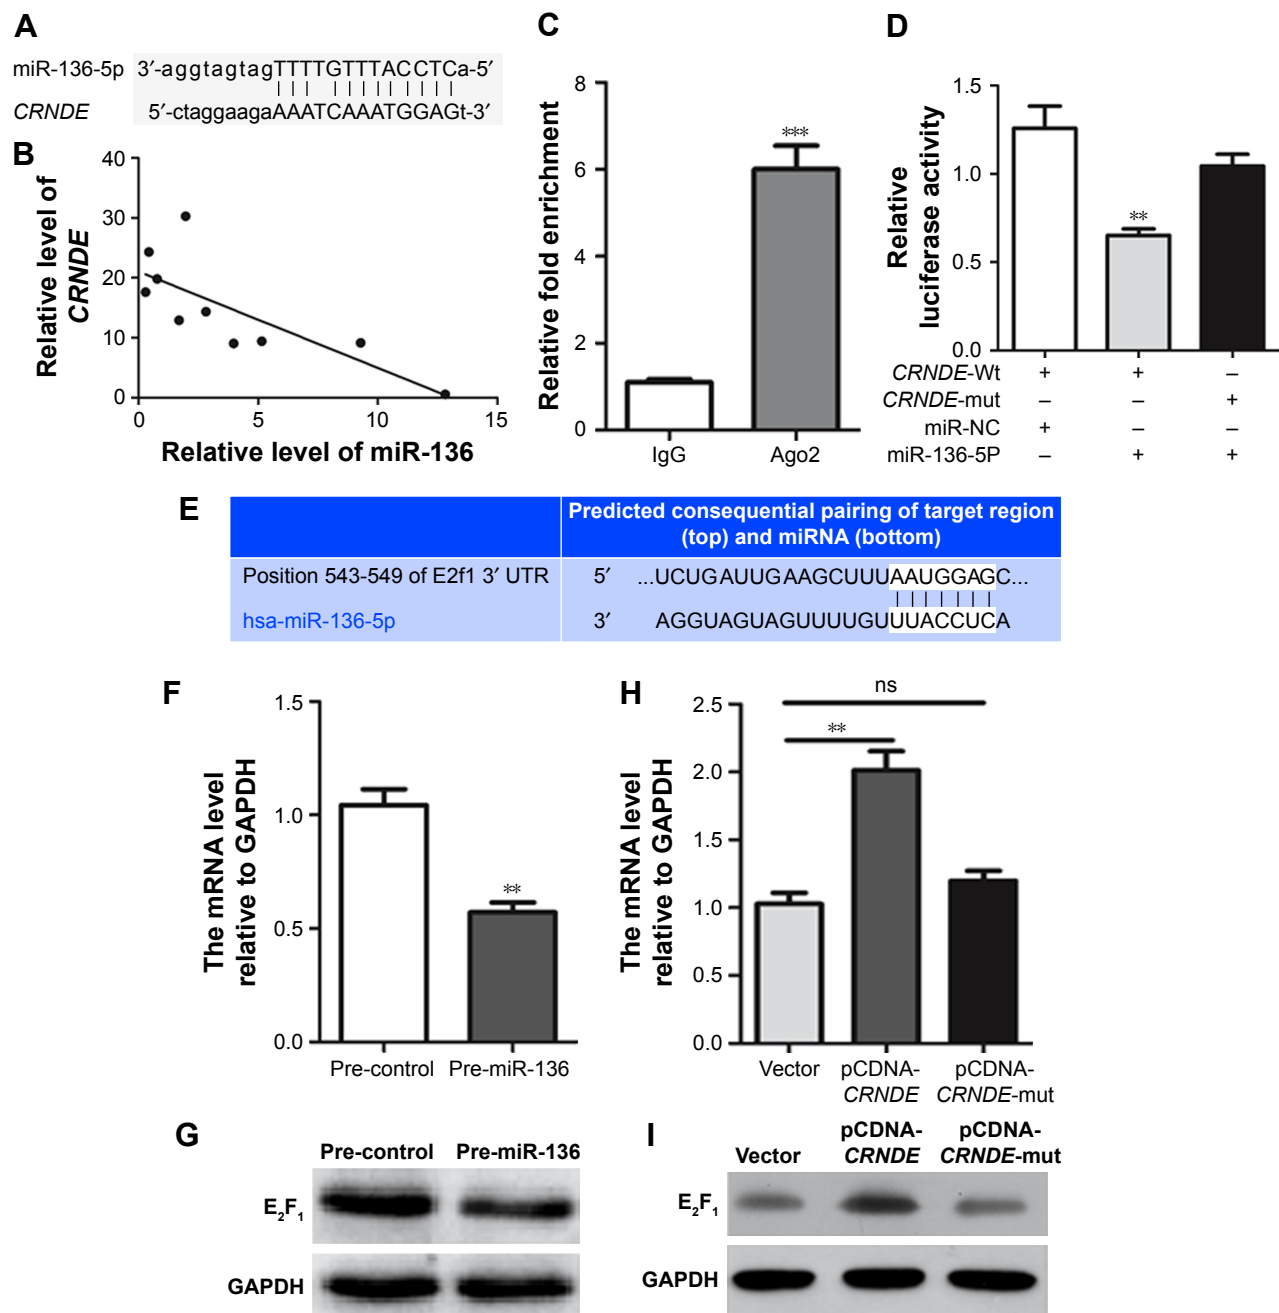 A
miR-136-5p 3′-aggtagtagTTTTGTTTACCTCa-5′
CRNDE 5′-ctaggaagaAAATCAAATGGAGt-3′
B
Relative level of
CRNDE
40
30
20
10
0
0 5 10 15
Relative level of miR-136
C
Relative fold enrichment
8
6
4
2
0
***
IgG Ago2
D
Relative
luciferase activity
1.5
1.0
0.5
0.0
**
CRNDE-Wt + + –
CRNDE-mut – – +
miR-NC + – –
miR-136-5P – + +
E
Predicted consequential pairing of target region
(top) and miRNA (bottom)
Position 543-549 of E2f1 3′ UTR 5′ ...UCUGAUUGAAGCUUUAAUGGAGC...
hsa-miR-136-5p 3′ AGGUAGUAGUUUUGUUUACCUCA
F
The mRNA level
relative to GAPDH
1.5
1.0
0.5
0.0
**
Pre-control Pre-miR-136
H
The mRNA level
relative to GAPDH
2.5
2.0
1.5
1.0
0.5
0.0
ns
**
Vector pCDNA-CRNDE pCDNA-CRNDE-mut
G
Pre-control Pre-miR-136
E₂F₁
GAPDH
I
Vector pCDNA-CRNDE pCDNA-CRNDE-mut
E₂F₁
GAPDH